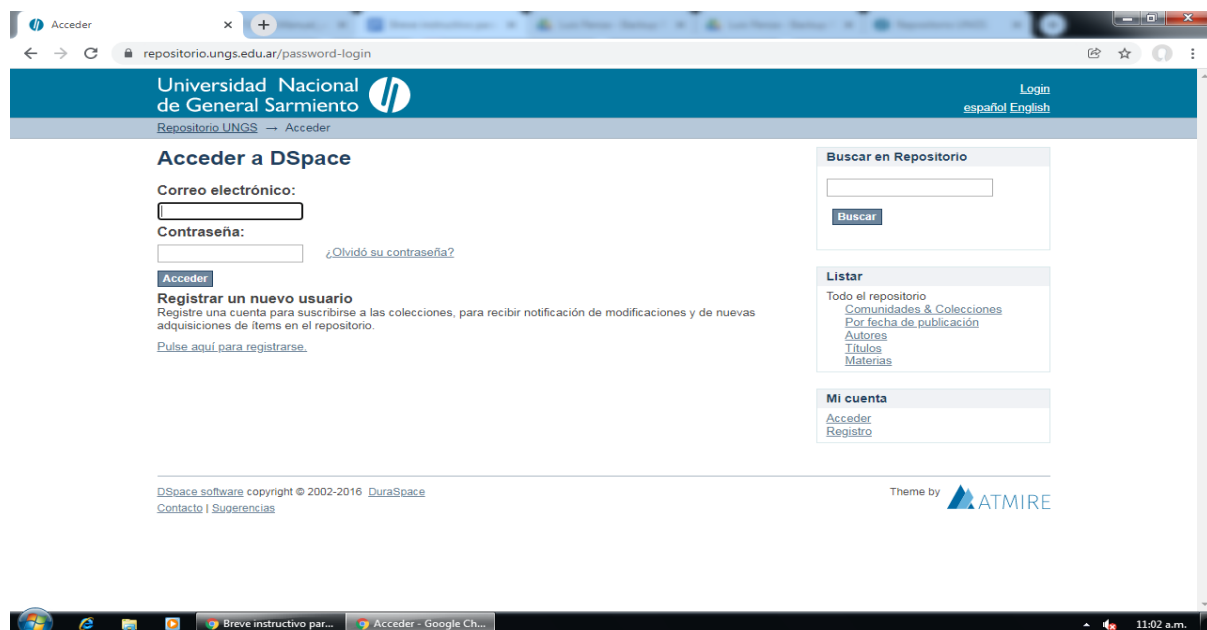 Acceder
repositorio.ungs.edu.ar/password-login
Universidad Nacional
de General Sarmiento
Login
español English
Repositorio UNGS → Acceder
Acceder a DSpace
Correo electrónico:
Contraseña:
¿Olvidó su contraseña?
Acceder
Registrar un nuevo usuario
Registre una cuenta para suscribirse a las colecciones, para recibir notificación de modificaciones y de nuevas
adquisiciones de ítems en el repositorio.
Pulse aquí para registrarse.
Buscar en Repositorio
Buscar
Listar
Todo el repositorio
Comunidades & Colecciones
Por fecha de publicación
Autores
Títulos
Materias
Mi cuenta
Acceder
Registro
DSpace software copyright © 2002-2016 DuraSpace
Contacto | Sugerencias
Theme by ATMIRE
Breve instructivo par...
Acceder - Google Ch...
11:02 a.m.